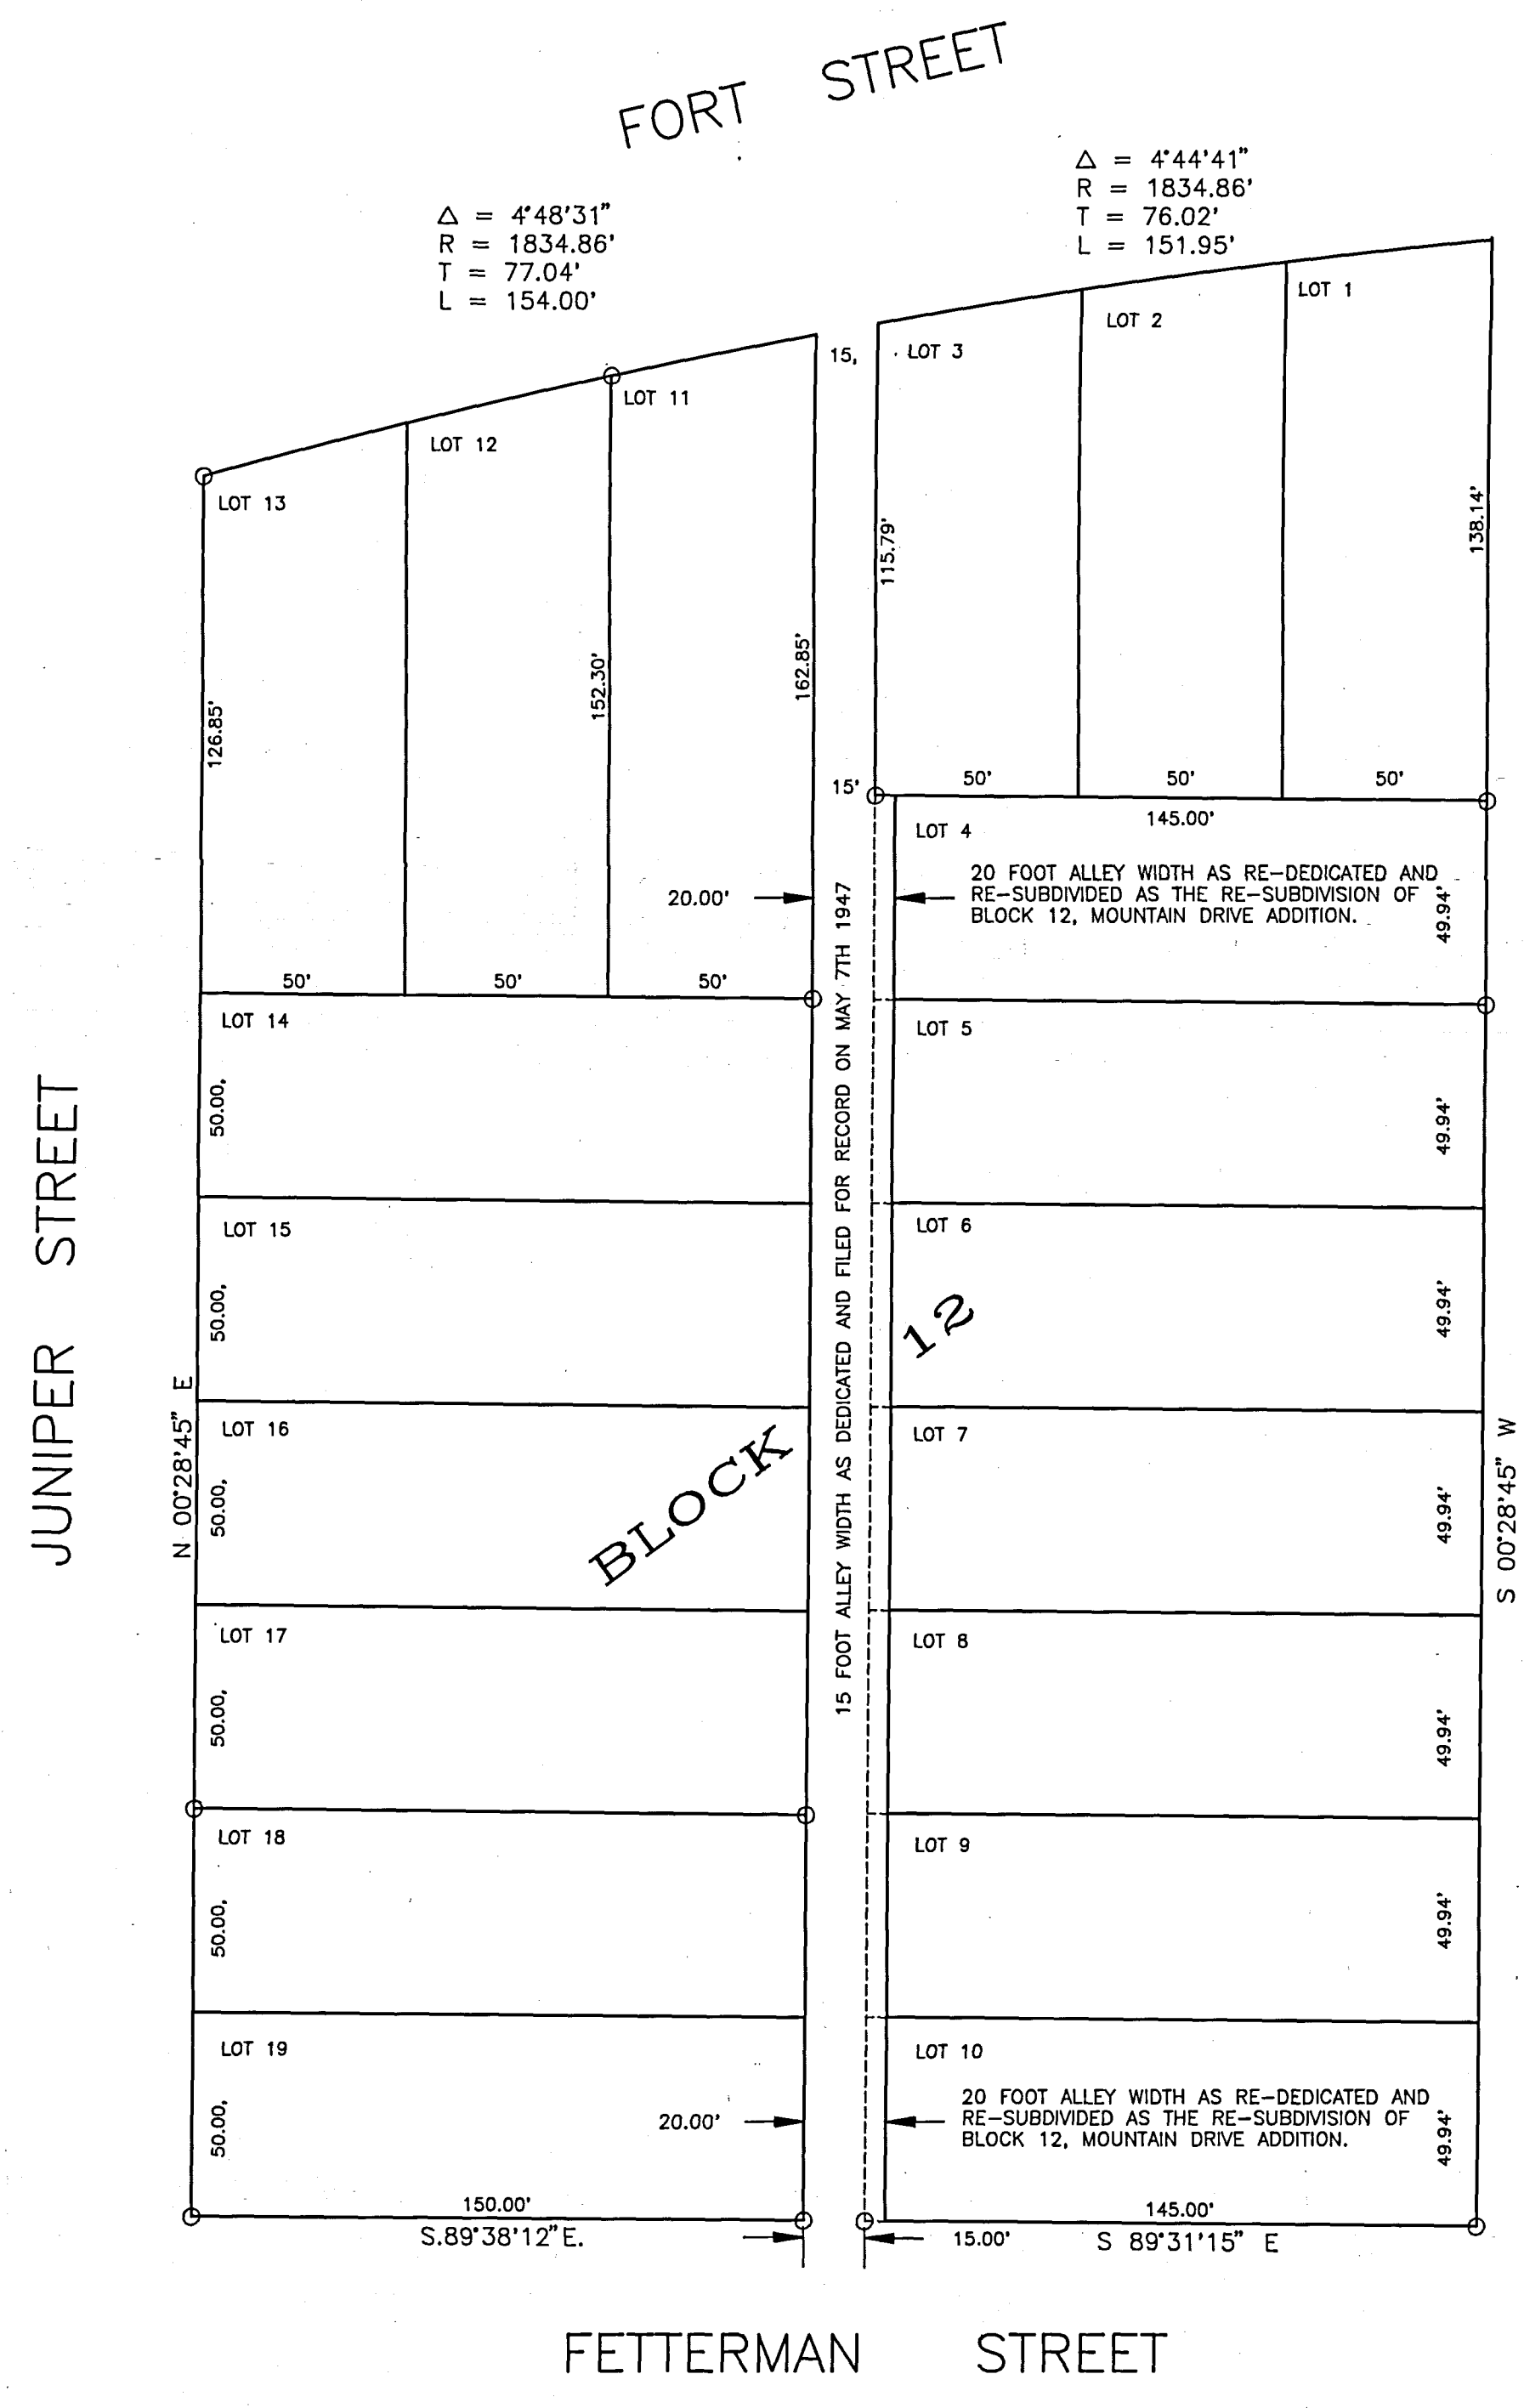 FORT STREET
Δ = 4°44'41"
R = 1834.86'
T = 76.02'
L = 151.95'
Δ = 4°48'31"
R = 1834.86'
T = 77.04'
L = 154.00'
LOT 1
LOT 2
LOT 3
15,
LOT 11
LOT 12
LOT 13
115.79'
138.14'
162.85'
152.30'
126.85'
50'
50'
50'
15'
145.00'
LOT 4
20 FOOT ALLEY WIDTH AS RE-DEDICATED AND
RE-SUBDIVIDED AS THE RE-SUBDIVISION OF
BLOCK 12, MOUNTAIN DRIVE ADDITION.
49.94'
20.00'
50'
50'
50'
LOT 14
LOT 5
50.00,
49.94'
LOT 15
LOT 6
50.00,
49.94'
15 FOOT ALLEY WIDTH AS DEDICATED AND FILED FOR RECORD ON MAY 7TH 1947
JUNIPER STREET
N 00°28'45" E
BLOCK 12
S 00°28'45" W
LOT 16
LOT 7
50.00,
49.94'
LOT 17
LOT 8
50.00,
49.94'
LOT 18
LOT 9
50.00,
49.94'
LOT 19
LOT 10
20 FOOT ALLEY WIDTH AS RE-DEDICATED AND
RE-SUBDIVIDED AS THE RE-SUBDIVISION OF
BLOCK 12, MOUNTAIN DRIVE ADDITION.
20.00'
50.00,
49.94'
150.00'
145.00'
S.89°38'12"E.
15.00'
S 89°31'15" E
FETTERMAN STREET